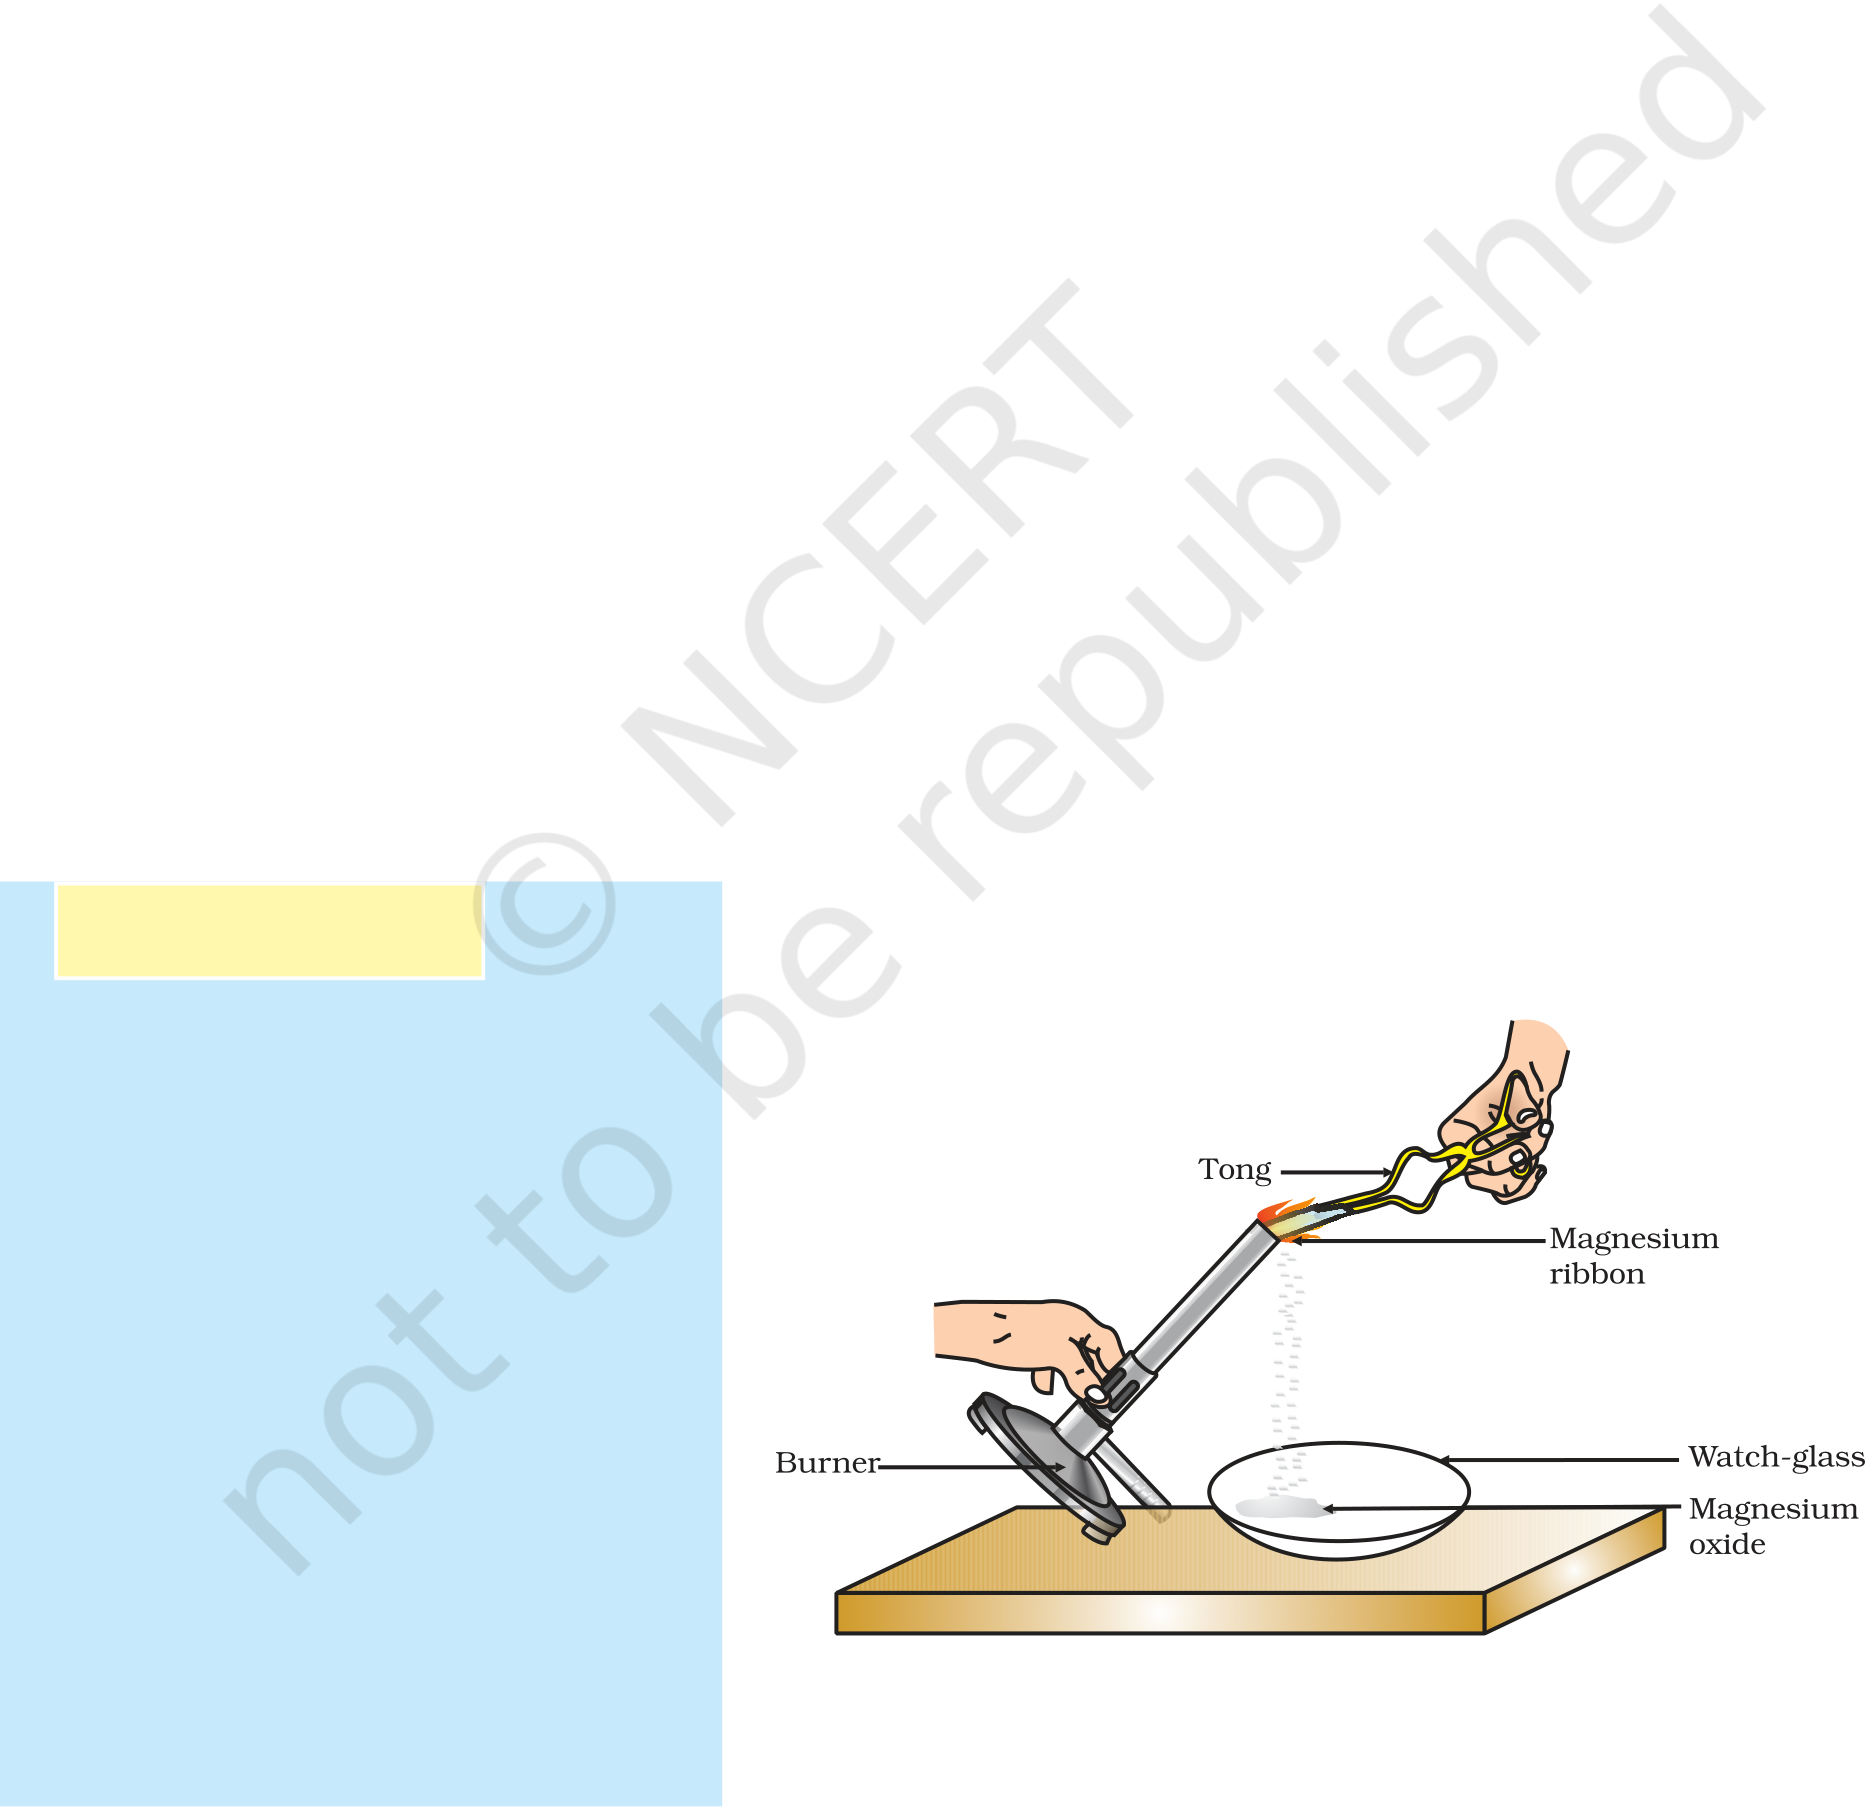 © NCERT
not to be republished
Tong
Magnesium
ribbon
Burner
Watch-glass
Magnesium
oxide